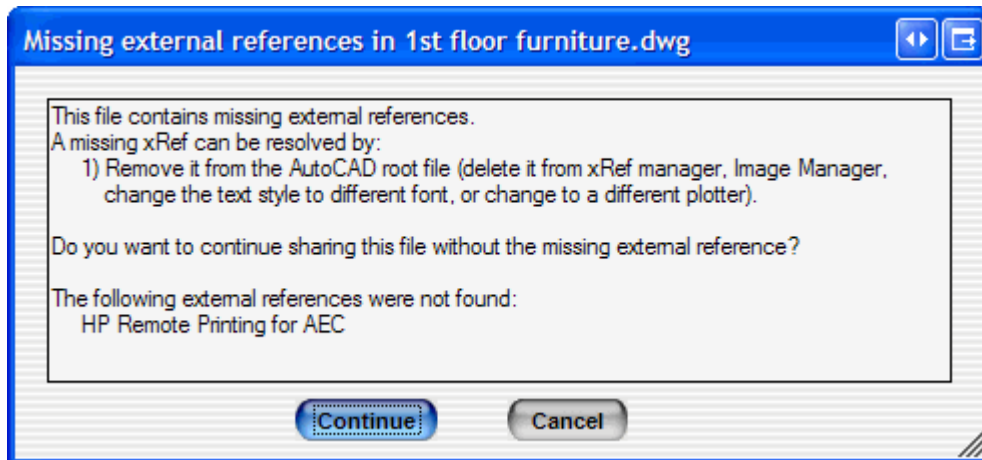 Missing external references in 1st floor furniture.dwg
This file contains missing external references.
A missing xRef can be resolved by:
1) Remove it from the AutoCAD root file (delete it from xRef manager, Image Manager,
change the text style to different font, or change to a different plotter).
Do you want to continue sharing this file without the missing external reference?
The following external references were not found:
HP Remote Printing for AEC
Continue Cancel